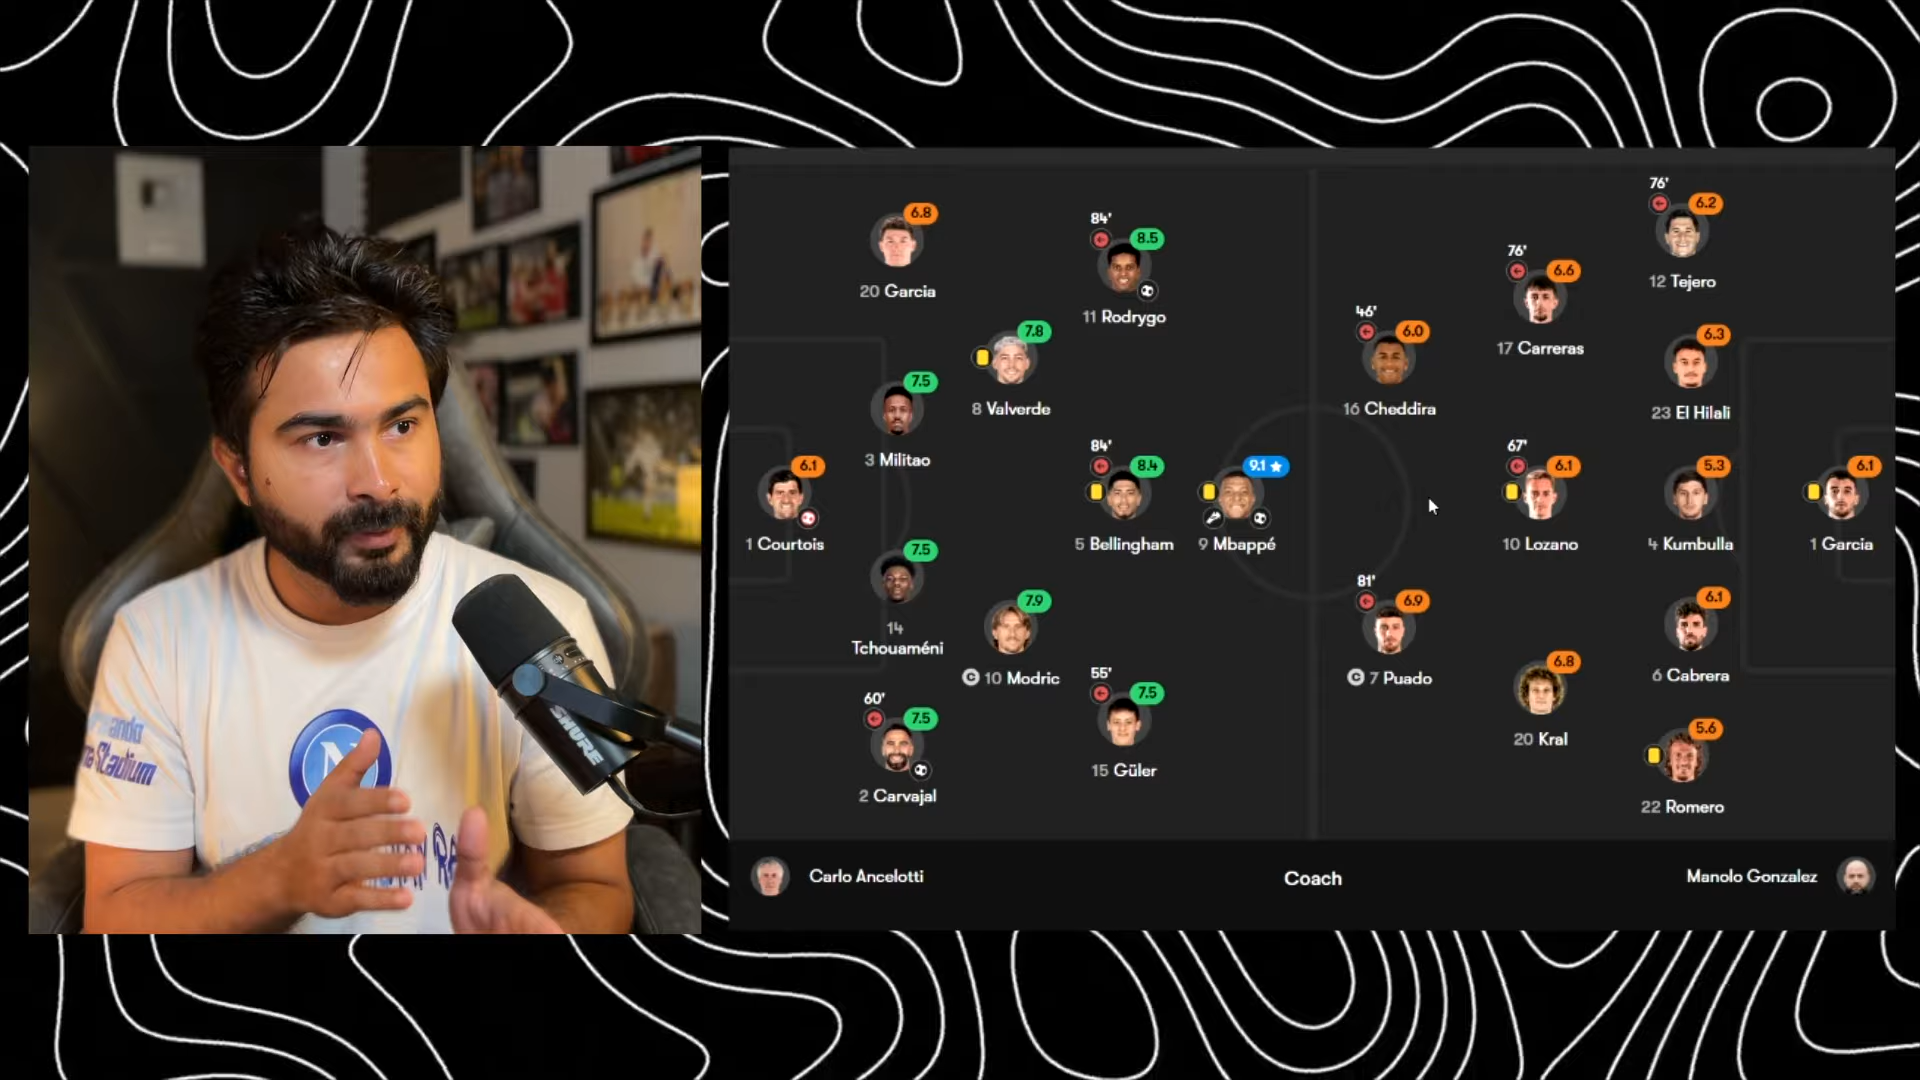 6.8
20 Garcia
84'
8.5
11 Rodrygo
7.8
8 Valverde
7.5
3 Militao
6.1
1 Courtois
84'
8.4
5 Bellingham
9.1
9 Mbappé
7.5
14
Tchouaméni
7.9
C 10 Modric
60'
7.5
2 Carvajal
55'
7.5
15 Güler
76'
6.2
12 Tejero
76'
6.6
17 Carreras
46'
6.0
16 Cheddira
6.3
23 El Hilali
67'
6.1
10 Lozano
5.3
4 Kumbulla
6.1
1 Garcia
81'
6.9
C 7 Puado
6.1
6 Cabrera
6.8
20 Kral
5.6
22 Romero
Carlo Ancelotti
Coach
Manolo Gonzalez
SHURE
N
Stadium